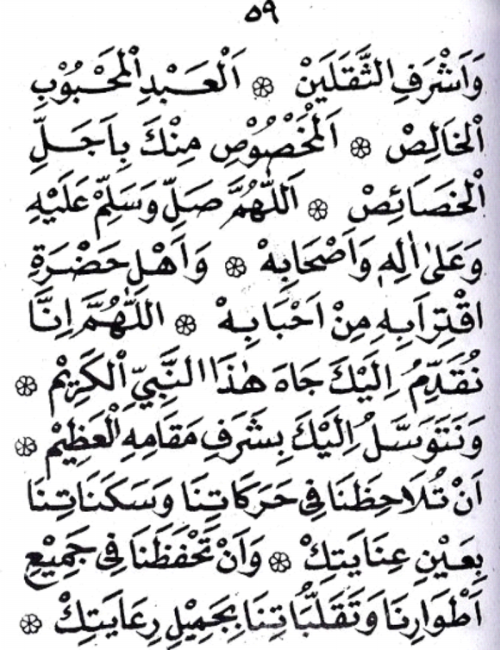 ٥٩
وَاَشْرَفِ الثَّقَلَيْنْ ۞ اَلْعَبْدِ الْمَحْبُوْبِ
الْخَالِصْ ۞ اَلْمَخْصُوْصِ مِنْكَ بِاَجَلِّ
الْخَصَائِصْ ۞ اَللّٰهُمَّ صَلِّ وَسَلِّمْ عَلَيْهِ
وَعَلٰى اٰلِهِ وَاَصْحَابِهْ ۞ وَاَهْلِ حَضْرَةِ
اقْتِرَابِهِ مِنْ اَحْبَابِهْ ۞ اَللّٰهُمَّ اِنَّا
نُقَدِّمُ اِلَيْكَ جَاهَ هٰذَا النَّبِيِّ الْكَرِيْمْ ۞
وَنَتَوَسَّلُ اِلَيْكَ بِشَرَفِ مَقَامِهِ الْعَظِيْمْ ۞
اَنْ تُلَاحِظَنَا فِى حَرَكَاتِنَا وَسَكَنَاتِنَا
بِعَيْنِ عِنَايَتِكْ ۞ وَاَنْ تَحْفَظَنَا فِى جَمِيْعِ
اَطْوَارِنَا وَتَقَلُّبَاتِنَا بِجَمِيْلِ رِعَايَتِكْ ۞